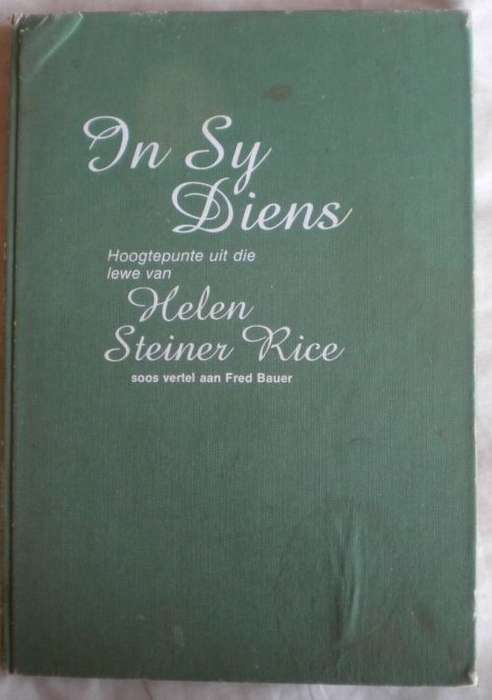 In Sy
Diens
Hoogtepunte uit die
lewe van
Helen
Steiner Rice
soos vertel aan Fred Bauer